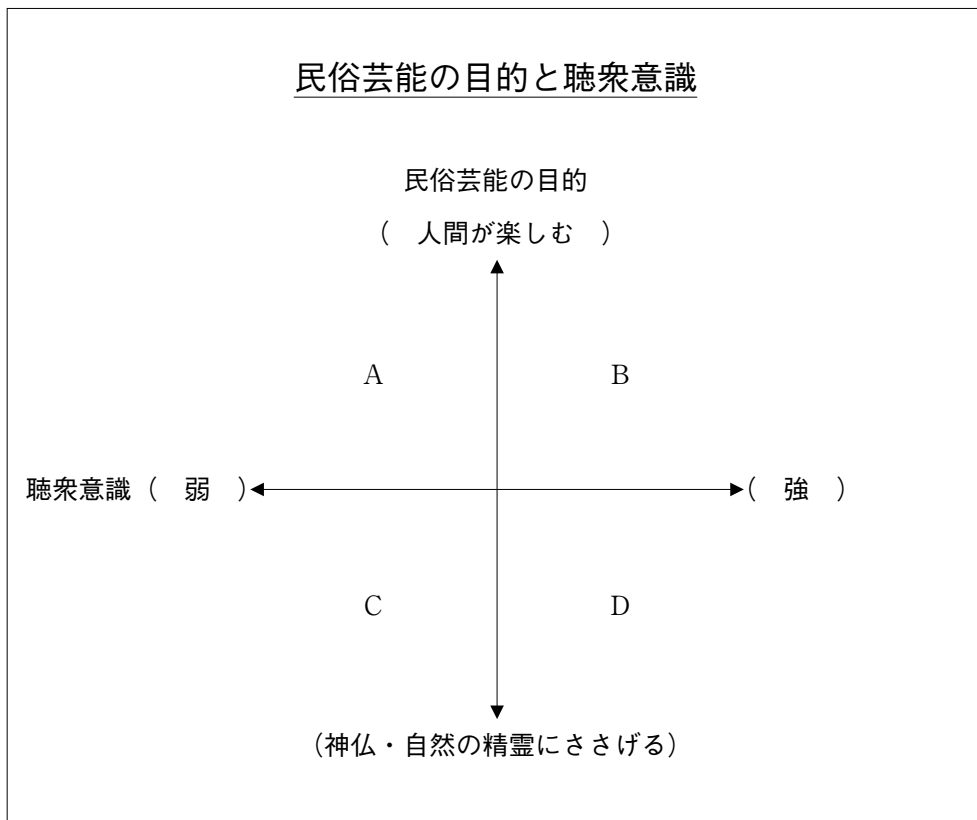 民俗芸能の目的と聴衆意識
民俗芸能の目的
(　人間が楽しむ　)
A　B
聴衆意識(　弱　)　(　強　)
C　D
(神仏・自然の精霊にささげる)